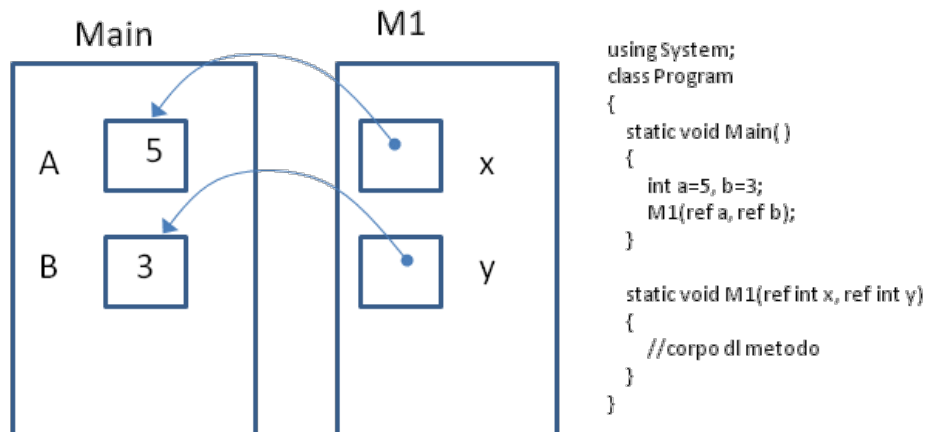 Main
M1
A
5
x
B
3
y
using System;
class Program
{
static void Main( )
{
int a=5, b=3;
M1(ref a, ref b);
}
static void M1(ref int x, ref int y)
{
//corpo dl metodo
}
}